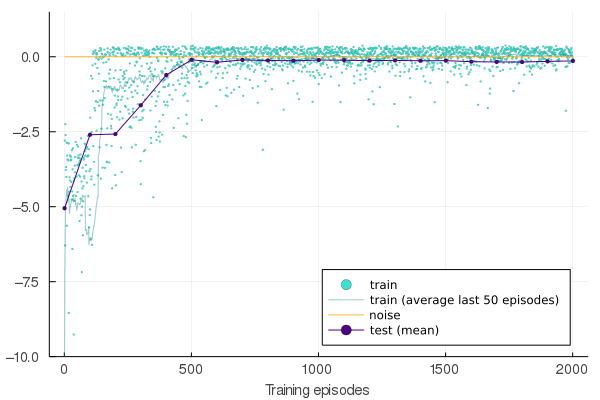 0.0
−2.5
−5.0
−7.5
−10.0
0
500
1000
1500
2000
Training episodes
train
train (average last 50 episodes)
noise
test (mean)